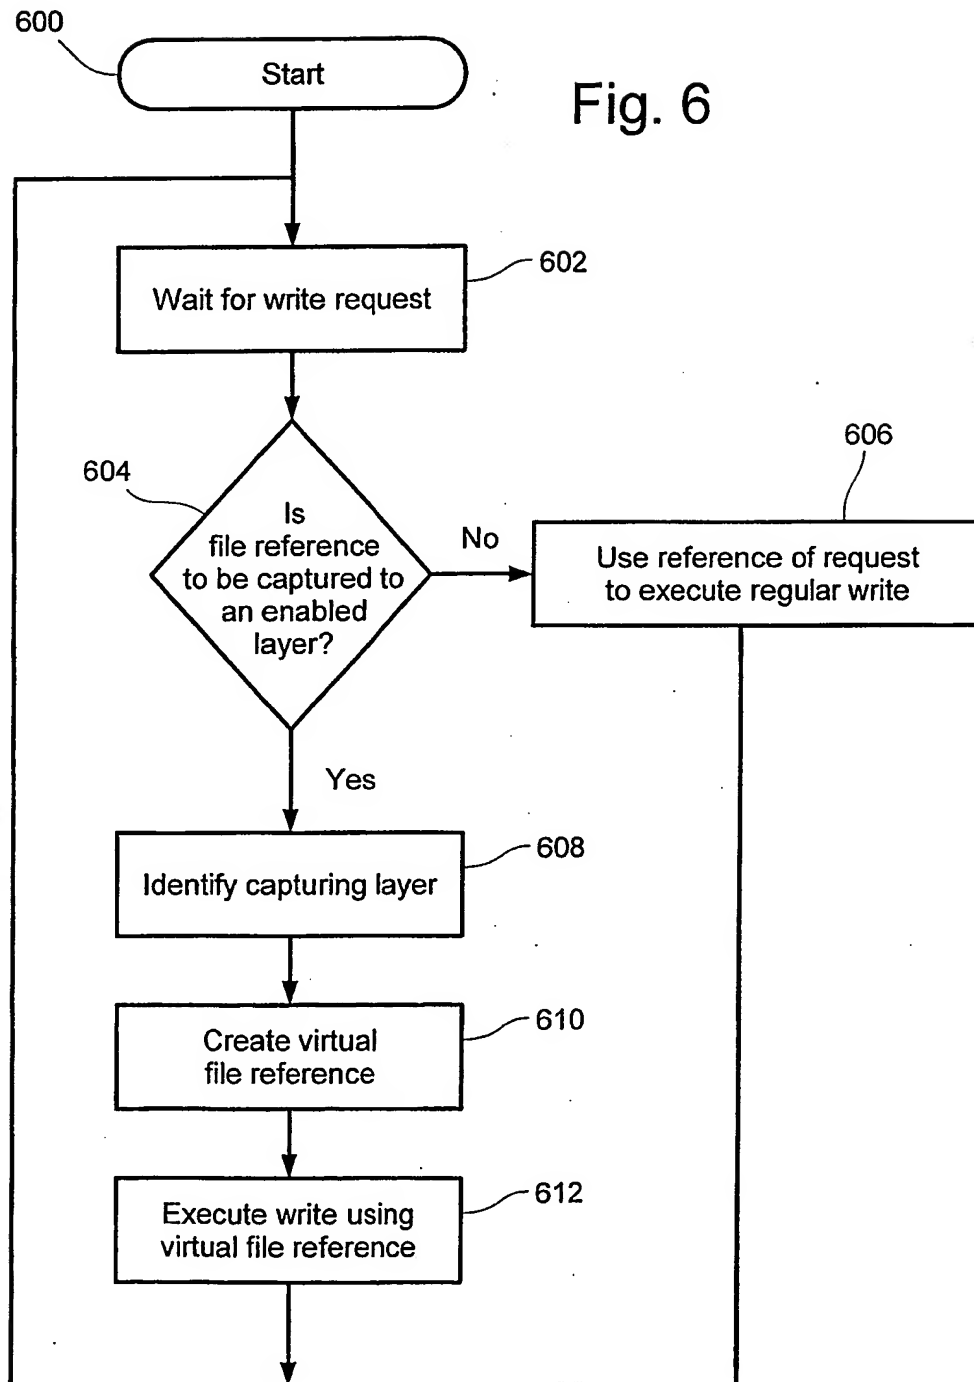 600
Start
Fig. 6
Wait for write request
602
604
Is
file reference
to be captured to
an enabled
layer?
No
606
Use reference of request
to execute regular write
Yes
Identify capturing layer
608
Create virtual
file reference
610
Execute write using
virtual file reference
612